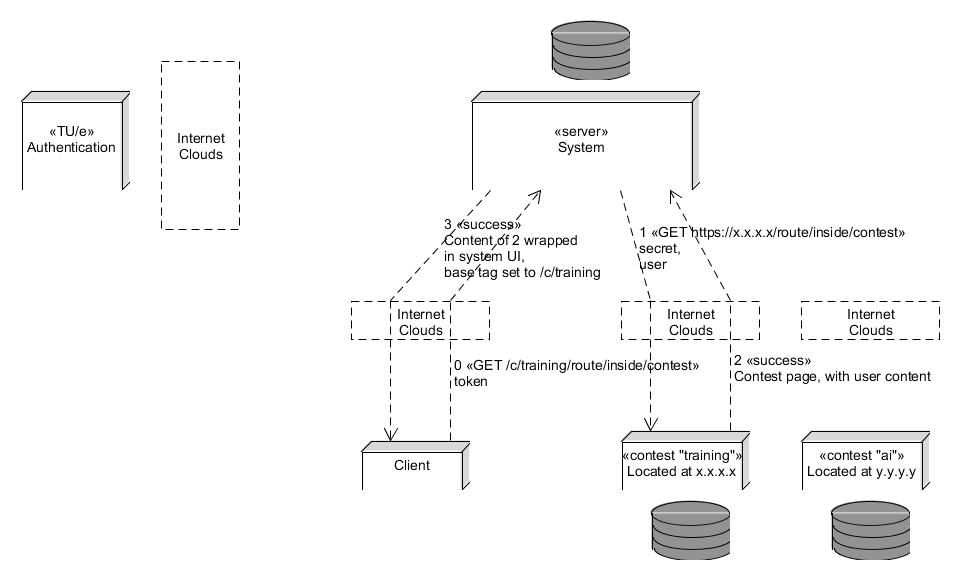 «TU/e»
Authentication
Internet
Clouds
«server»
System
3 «success»
Content of 2 wrapped
in system UI,
base tag set to /c/training
1 «GET https://x.x.x.x/route/inside/contest»
secret,
user
Internet
Clouds
Internet
Clouds
Internet
Clouds
0 «GET /c/training/route/inside/contest»
token
2 «success»
Contest page, with user content
Client
«contest "training"»
Located at x.x.x.x
«contest "ai"»
Located at y.y.y.y